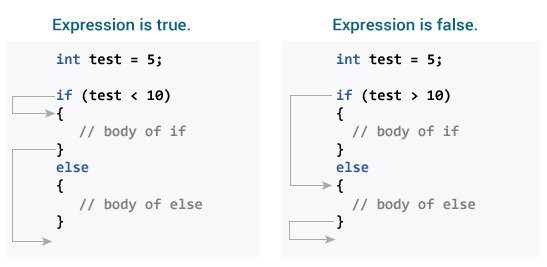 Expression is true.
int test = 5;
if (test < 10)
{
// body of if
}
else
{
// body of else
}
Expression is false.
int test = 5;
if (test > 10)
{
// body of if
}
else
{
// body of else
}